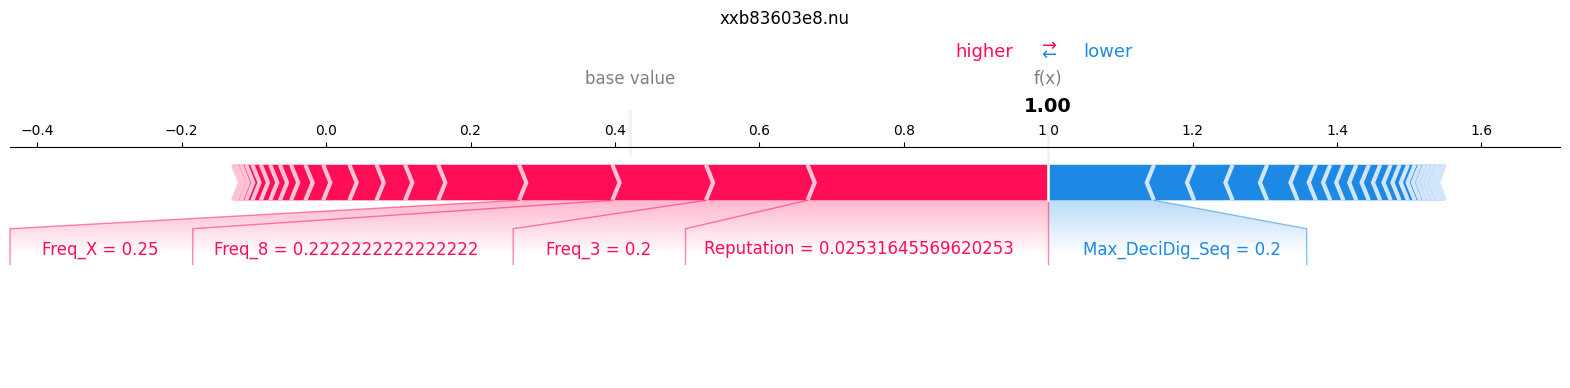 xxb83603e8.nu
higher → ← lower
base value f(x)
1.00
−0.4 −0.2 0.0 0.2 0.4 0.6 0.8 1.0 1.2 1.4 1.6
Freq_X = 0.25 Freq_8 = 0.2222222222222222 Freq_3 = 0.2 Reputation = 0.02531645569620253 Max_DeciDig_Seq = 0.2